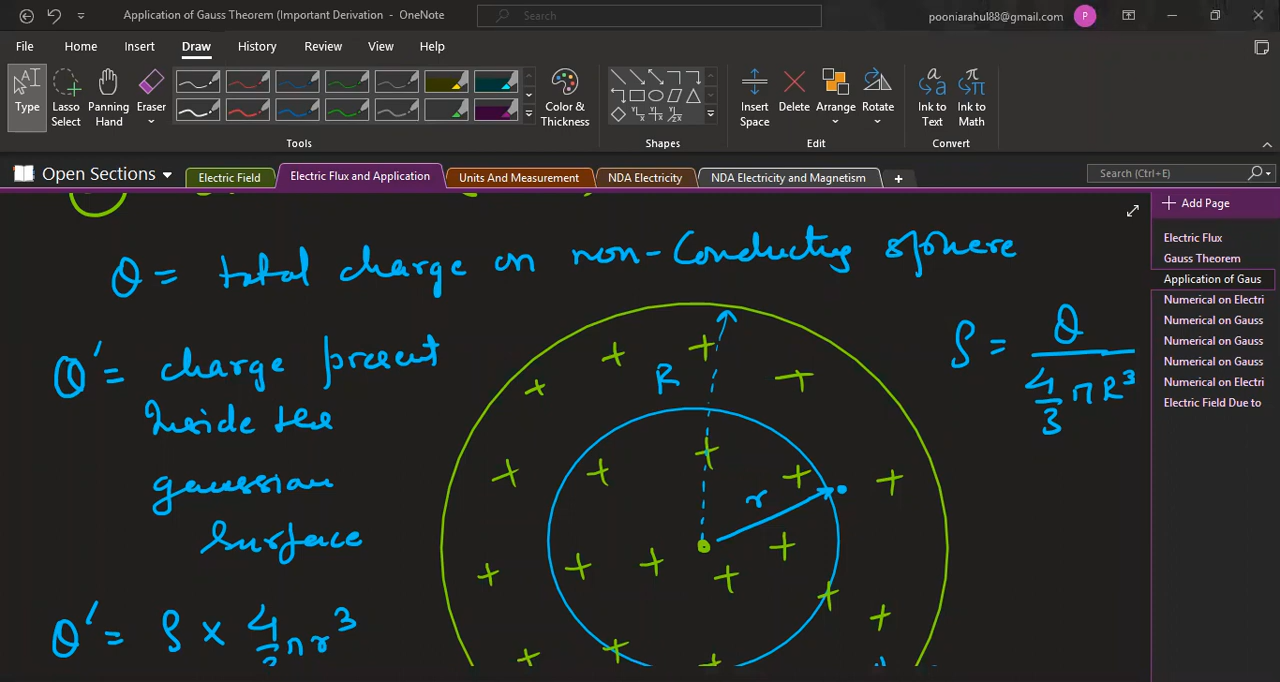 Application of Gauss Theorem (Important Derivation - OneNote
Search
pooniarahul88@gmail.com
P
File Home Insert Draw History Review View Help
Type
Lasso Select
Panning Hand
Eraser
Color & Thickness
Insert Space
Delete
Arrange
Rotate
Ink to Text
Ink to Math
Tools
Shapes
Edit
Convert
Open Sections
Electric Field
Electric Flux and Application
Units And Measurement
NDA Electricity
NDA Electricity and Magnetism
Search (Ctrl+E)
Add Page
Electric Flux
Gauss Theorem
Application of Gaus
Numerical on Electri
Numerical on Gauss
Numerical on Gauss
Numerical on Gauss
Numerical on Electri
Electric Field Due to
Q = total charge on non-Conducting sphere
Q' = charge present
Inside the
gaussian
surface
Q' = ρ × 4/3 πr³
R
r
ρ = Q / (4/3 πR³)